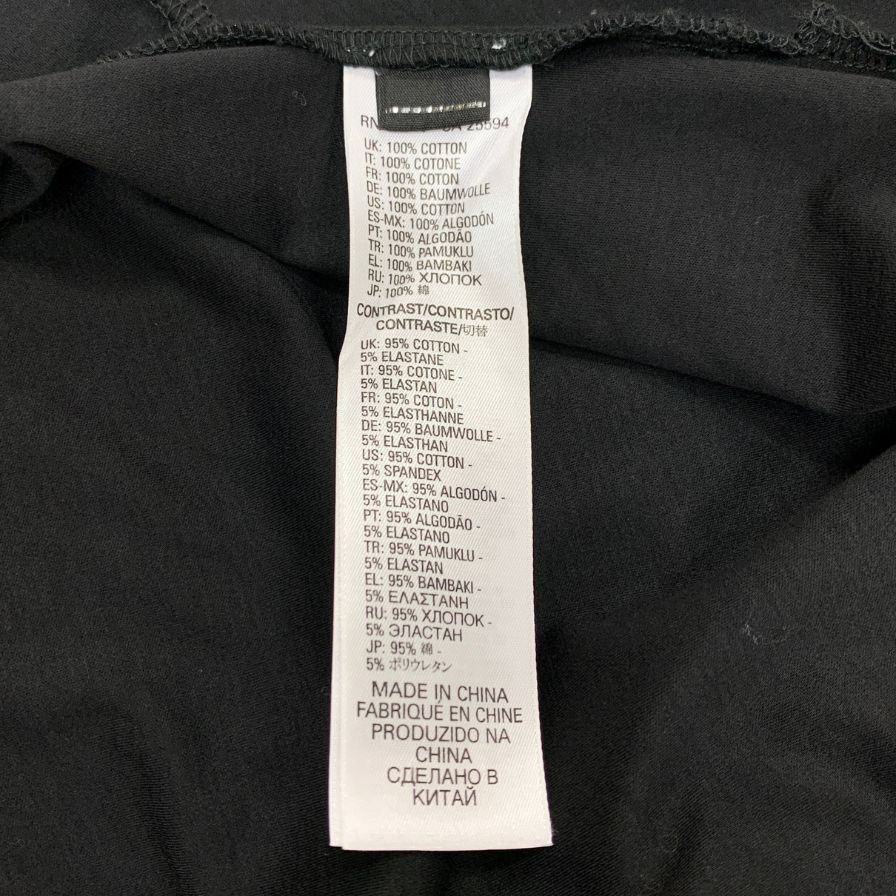 RN 25594
UK: 100% COTTON
IT: 100% COTONE
FR: 100% COTON
DE: 100% BAUMWOLLE
US: 100% COTTON
ES-MX: 100% ALGODÓN
PT: 100% ALGODÃO
TR: 100% PAMUKLU
EL: 100% BAMBAKI
RU: 100% ХЛОПОК
JP: 100% 綿
CONTRAST/CONTRASTO/
CONTRASTE/切替
UK: 95% COTTON -
5% ELASTANE
IT: 95% COTONE -
5% ELASTAN
FR: 95% COTON -
5% ELASTHANNE
DE: 95% BAUMWOLLE -
5% ELASTHAN
US: 95% COTTON -
5% SPANDEX
ES-MX: 95% ALGODÓN -
5% ELASTANO
PT: 95% ALGODÃO -
5% ELASTANO
TR: 95% PAMUKLU -
5% ELASTAN
EL: 95% BAMBAKI -
5% ΕΛΑΣΤΑΝΗ
RU: 95% ХЛОПОК -
5% ЭЛАСТАН
JP: 95% 綿 -
5% ポリウレタン
MADE IN CHINA
FABRIQUÉ EN CHINE
PRODUZIDO NA
CHINA
СДЕЛАНО В
КИТАЙ